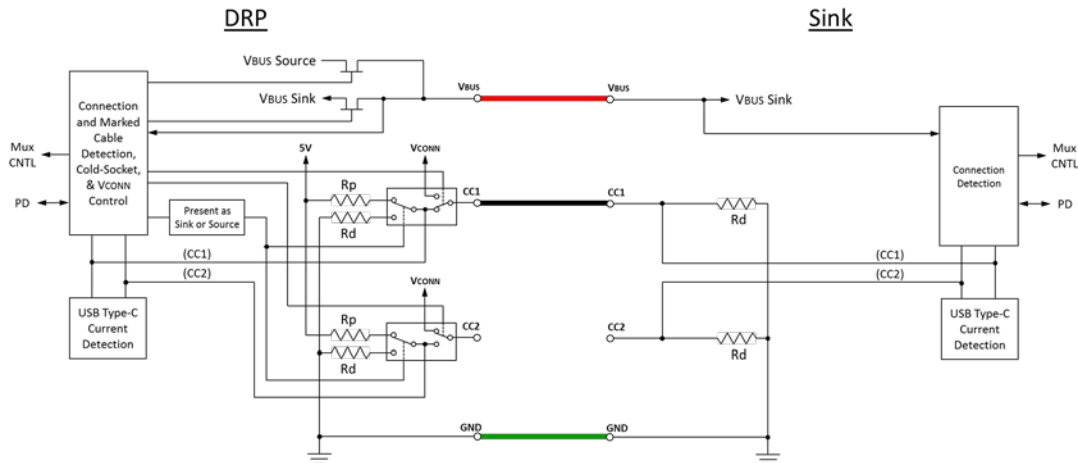 DRP
Sink
VBUS Source
VBUS Sink
VBUS
VBUS
VBUS Sink
Connection
and Marked
Cable
Detection,
Cold-Socket,
& VCONN
Control
Mux
CNTL
PD
Present as
Sink or Source
5V
VCONN
Rp
Rd
CC1
CC1
Rd
Connection
Detection
Mux
CNTL
PD
(CC1)
(CC2)
(CC1)
(CC2)
USB Type-C
Current
Detection
VCONN
Rp
Rd
CC2
CC2
Rd
USB Type-C
Current
Detection
GND
GND